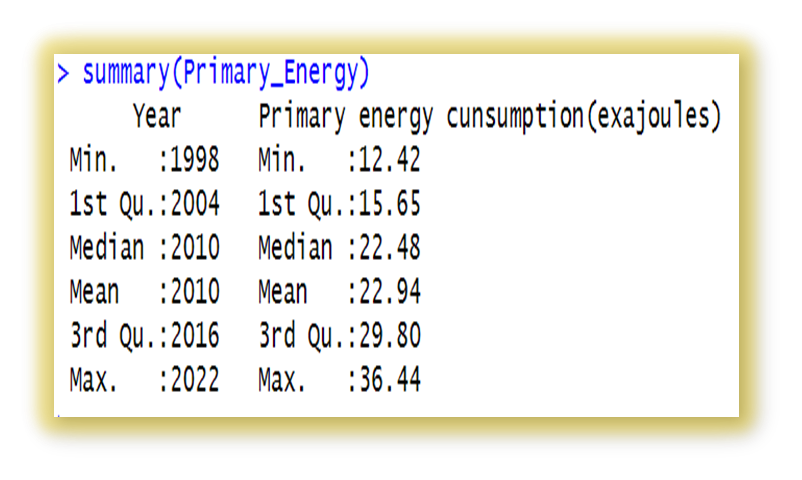 > summary(Primary_Energy)
Year Primary energy cunsumption(exajoules)
Min. :1998 Min. :12.42
1st Qu.:2004 1st Qu.:15.65
Median :2010 Median :22.48
Mean :2010 Mean :22.94
3rd Qu.:2016 3rd Qu.:29.80
Max. :2022 Max. :36.44